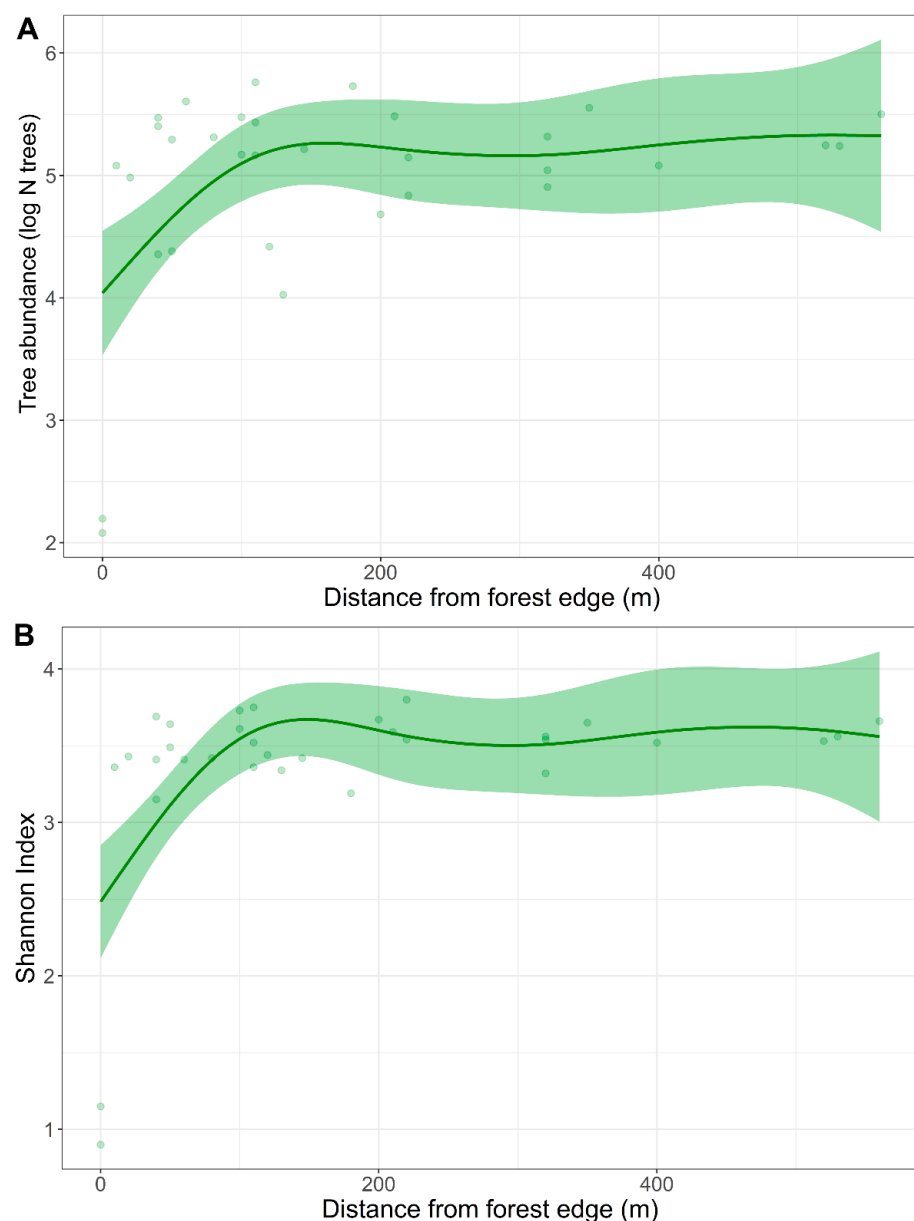 A
6
5
4
3
2
Tree abundance (log N trees)
0 200 400
Distance from forest edge (m)
B
4
3
2
1
Shannon Index
0 200 400
Distance from forest edge (m)